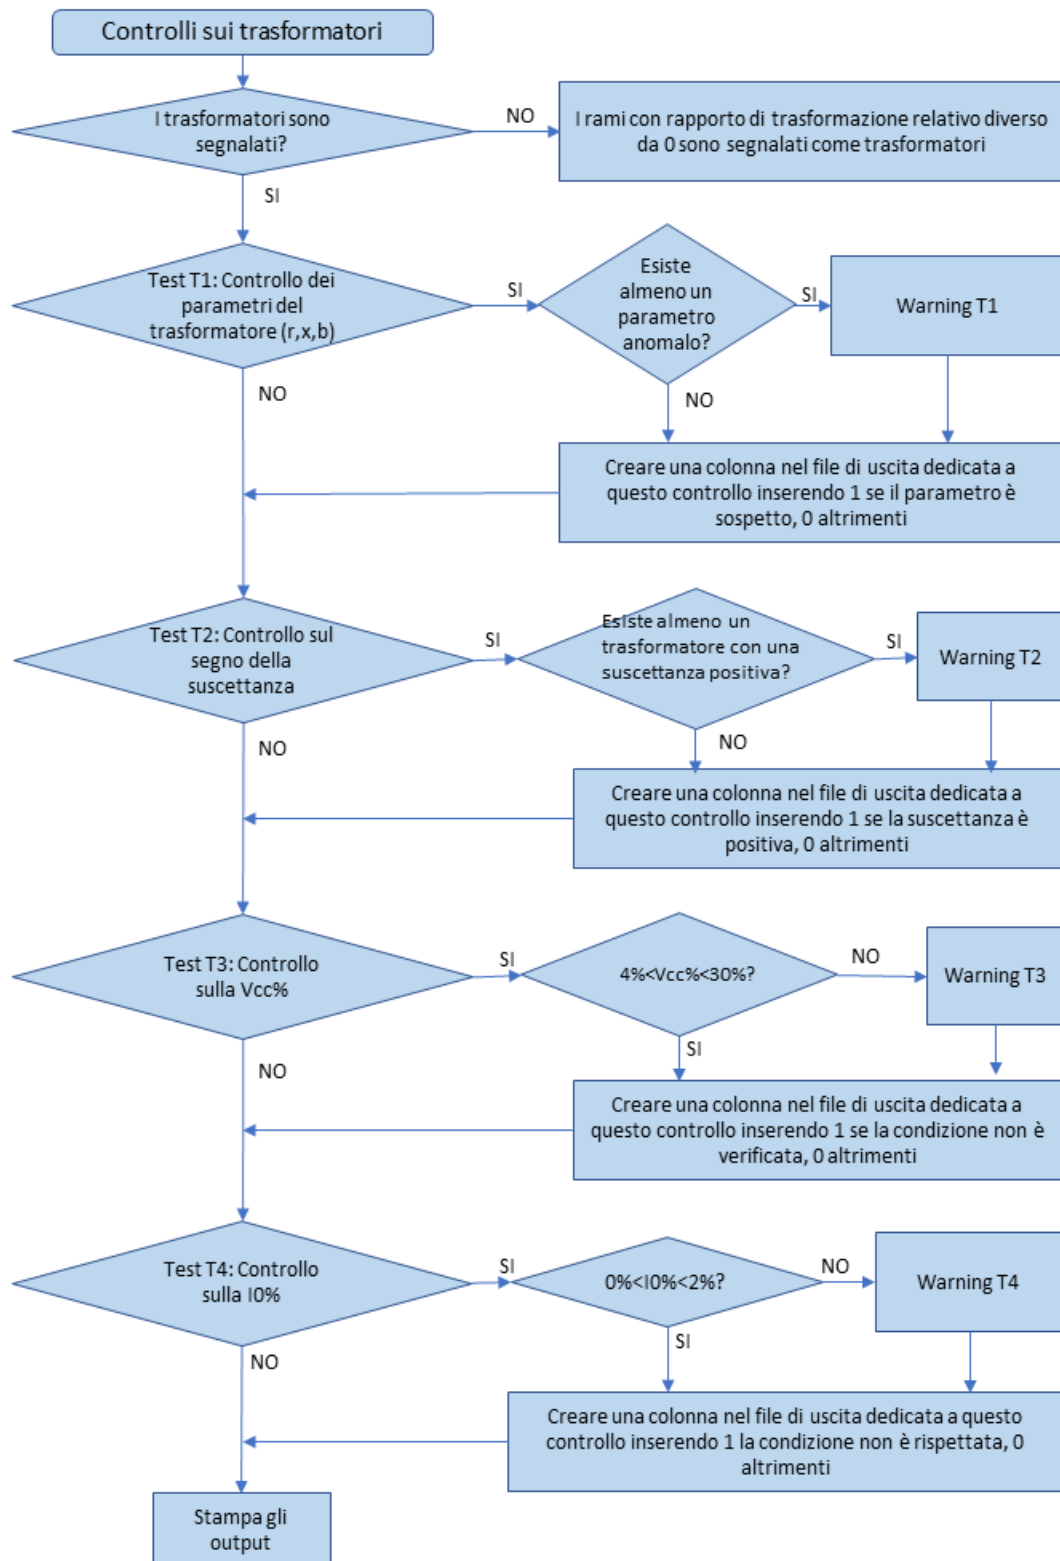 Controlli sui trasformatori
I trasformatori sono
segnalati?
NO
I rami con rapporto di trasformazione relativo diverso
da 0 sono segnalati come trasformatori
SI
Test T1: Controllo dei
parametri del
trasformatore (r,x,b)
SI
Esiste
almeno un
parametro
anomalo?
SI
Warning T1
NO
NO
Creare una colonna nel file di uscita dedicata a
questo controllo inserendo 1 se il parametro è
sospetto, 0 altrimenti
Test T2: Controllo sul
segno della
suscettanza
SI
Esiste almeno un
trasformatore con una
suscettanza positiva?
SI
Warning T2
NO
NO
Creare una colonna nel file di uscita dedicata a
questo controllo inserendo 1 se la suscettanza è
positiva, 0 altrimenti
Test T3: Controllo
sulla Vcc%
SI
4%<Vcc%<30%?
NO
Warning T3
SI
NO
Creare una colonna nel file di uscita dedicata a
questo controllo inserendo 1 se la condizione non è
verificata, 0 altrimenti
Test T4: Controllo
sulla I0%
SI
0%<I0%<2%?
NO
Warning T4
SI
NO
Creare una colonna nel file di uscita dedicata a questo
controllo inserendo 1 la condizione non è rispettata, 0
altrimenti
Stampa gli
output